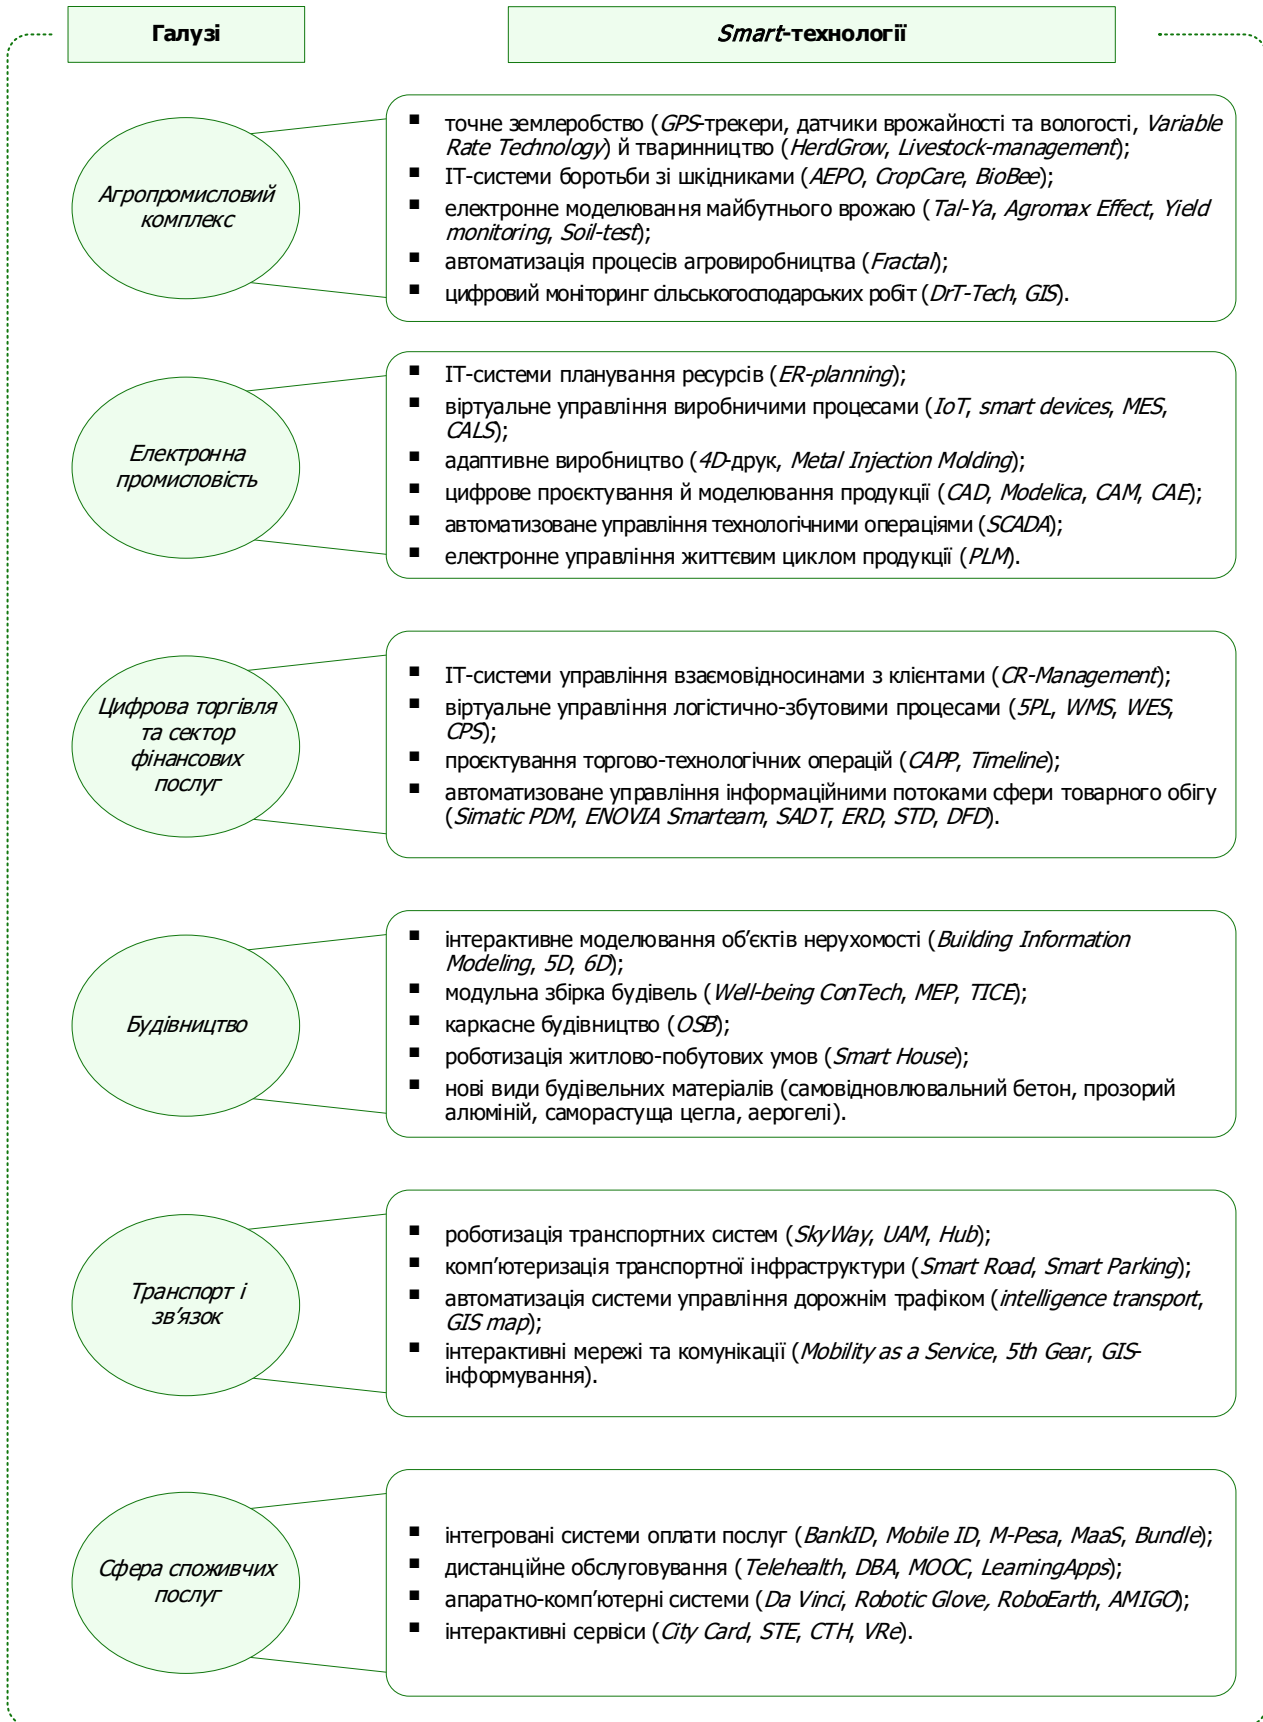 Галузі
Smart-технології
Агропромисловий
комплекс
▪ точне землеробство (GPS-трекери, датчики врожайності та вологості, Variable
Rate Technology) й тваринництво (HerdGrow, Livestock-management);
▪ ІТ-системи боротьби зі шкідниками (AEPO, CropCare, BioBee);
▪ електронне моделювання майбутнього врожаю (Tal-Ya, Agromax Effect, Yield
monitoring, Soil-test);
▪ автоматизація процесів агровиробництва (Fractal);
▪ цифровий моніторинг сільськогосподарських робіт (DrT-Tech, GIS).
Електронна
промисловість
▪ ІТ-системи планування ресурсів (ER-planning);
▪ віртуальне управління виробничими процесами (IoT, smart devices, MES,
CALS);
▪ адаптивне виробництво (4D-друк, Metal Injection Molding);
▪ цифрове проєктування й моделювання продукції (CAD, Modelica, CAM, CAE);
▪ автоматизоване управління технологічними операціями (SCADA);
▪ електронне управління життєвим циклом продукції (PLM).
Цифрова торгівля
та сектор
фінансових
послуг
▪ ІТ-системи управління взаємовідносинами з клієнтами (CR-Management);
▪ віртуальне управління логістично-збутовими процесами (5PL, WMS, WES,
CPS);
▪ проєктування торгово-технологічних операцій (CAPP, Timeline);
▪ автоматизоване управління інформаційними потоками сфери товарного обігу
(Simatic PDM, ENOVIA Smarteam, SADT, ERD, STD, DFD).
Будівництво
▪ інтерактивне моделювання об’єктів нерухомості (Building Information
Modeling, 5D, 6D);
▪ модульна збірка будівель (Well-being ConTech, MEP, TICE);
▪ каркасне будівництво (OSB);
▪ роботизація житлово-побутових умов (Smart House);
▪ нові види будівельних матеріалів (самовідновлювальний бетон, прозорий
алюміній, саморастуща цегла, аерогелі).
Транспорт і
зв’язок
▪ роботизація транспортних систем (SkyWay, UAM, Hub);
▪ комп’ютеризація транспортної інфраструктури (Smart Road, Smart Parking);
▪ автоматизація системи управління дорожнім трафіком (intelligence transport,
GIS map);
▪ інтерактивні мережі та комунікації (Mobility as a Service, 5th Gear, GIS-
інформування).
Сфера споживчих
послуг
▪ інтегровані системи оплати послуг (BankID, Mobile ID, M-Pesa, MaaS, Bundle);
▪ дистанційне обслуговування (Telehealth, DBA, MOOC, LearningApps);
▪ апаратно-комп’ютерні системи (Da Vinci, Robotic Glove, RoboEarth, AMIGO);
▪ інтерактивні сервіси (City Card, STE, CTH, VRe).